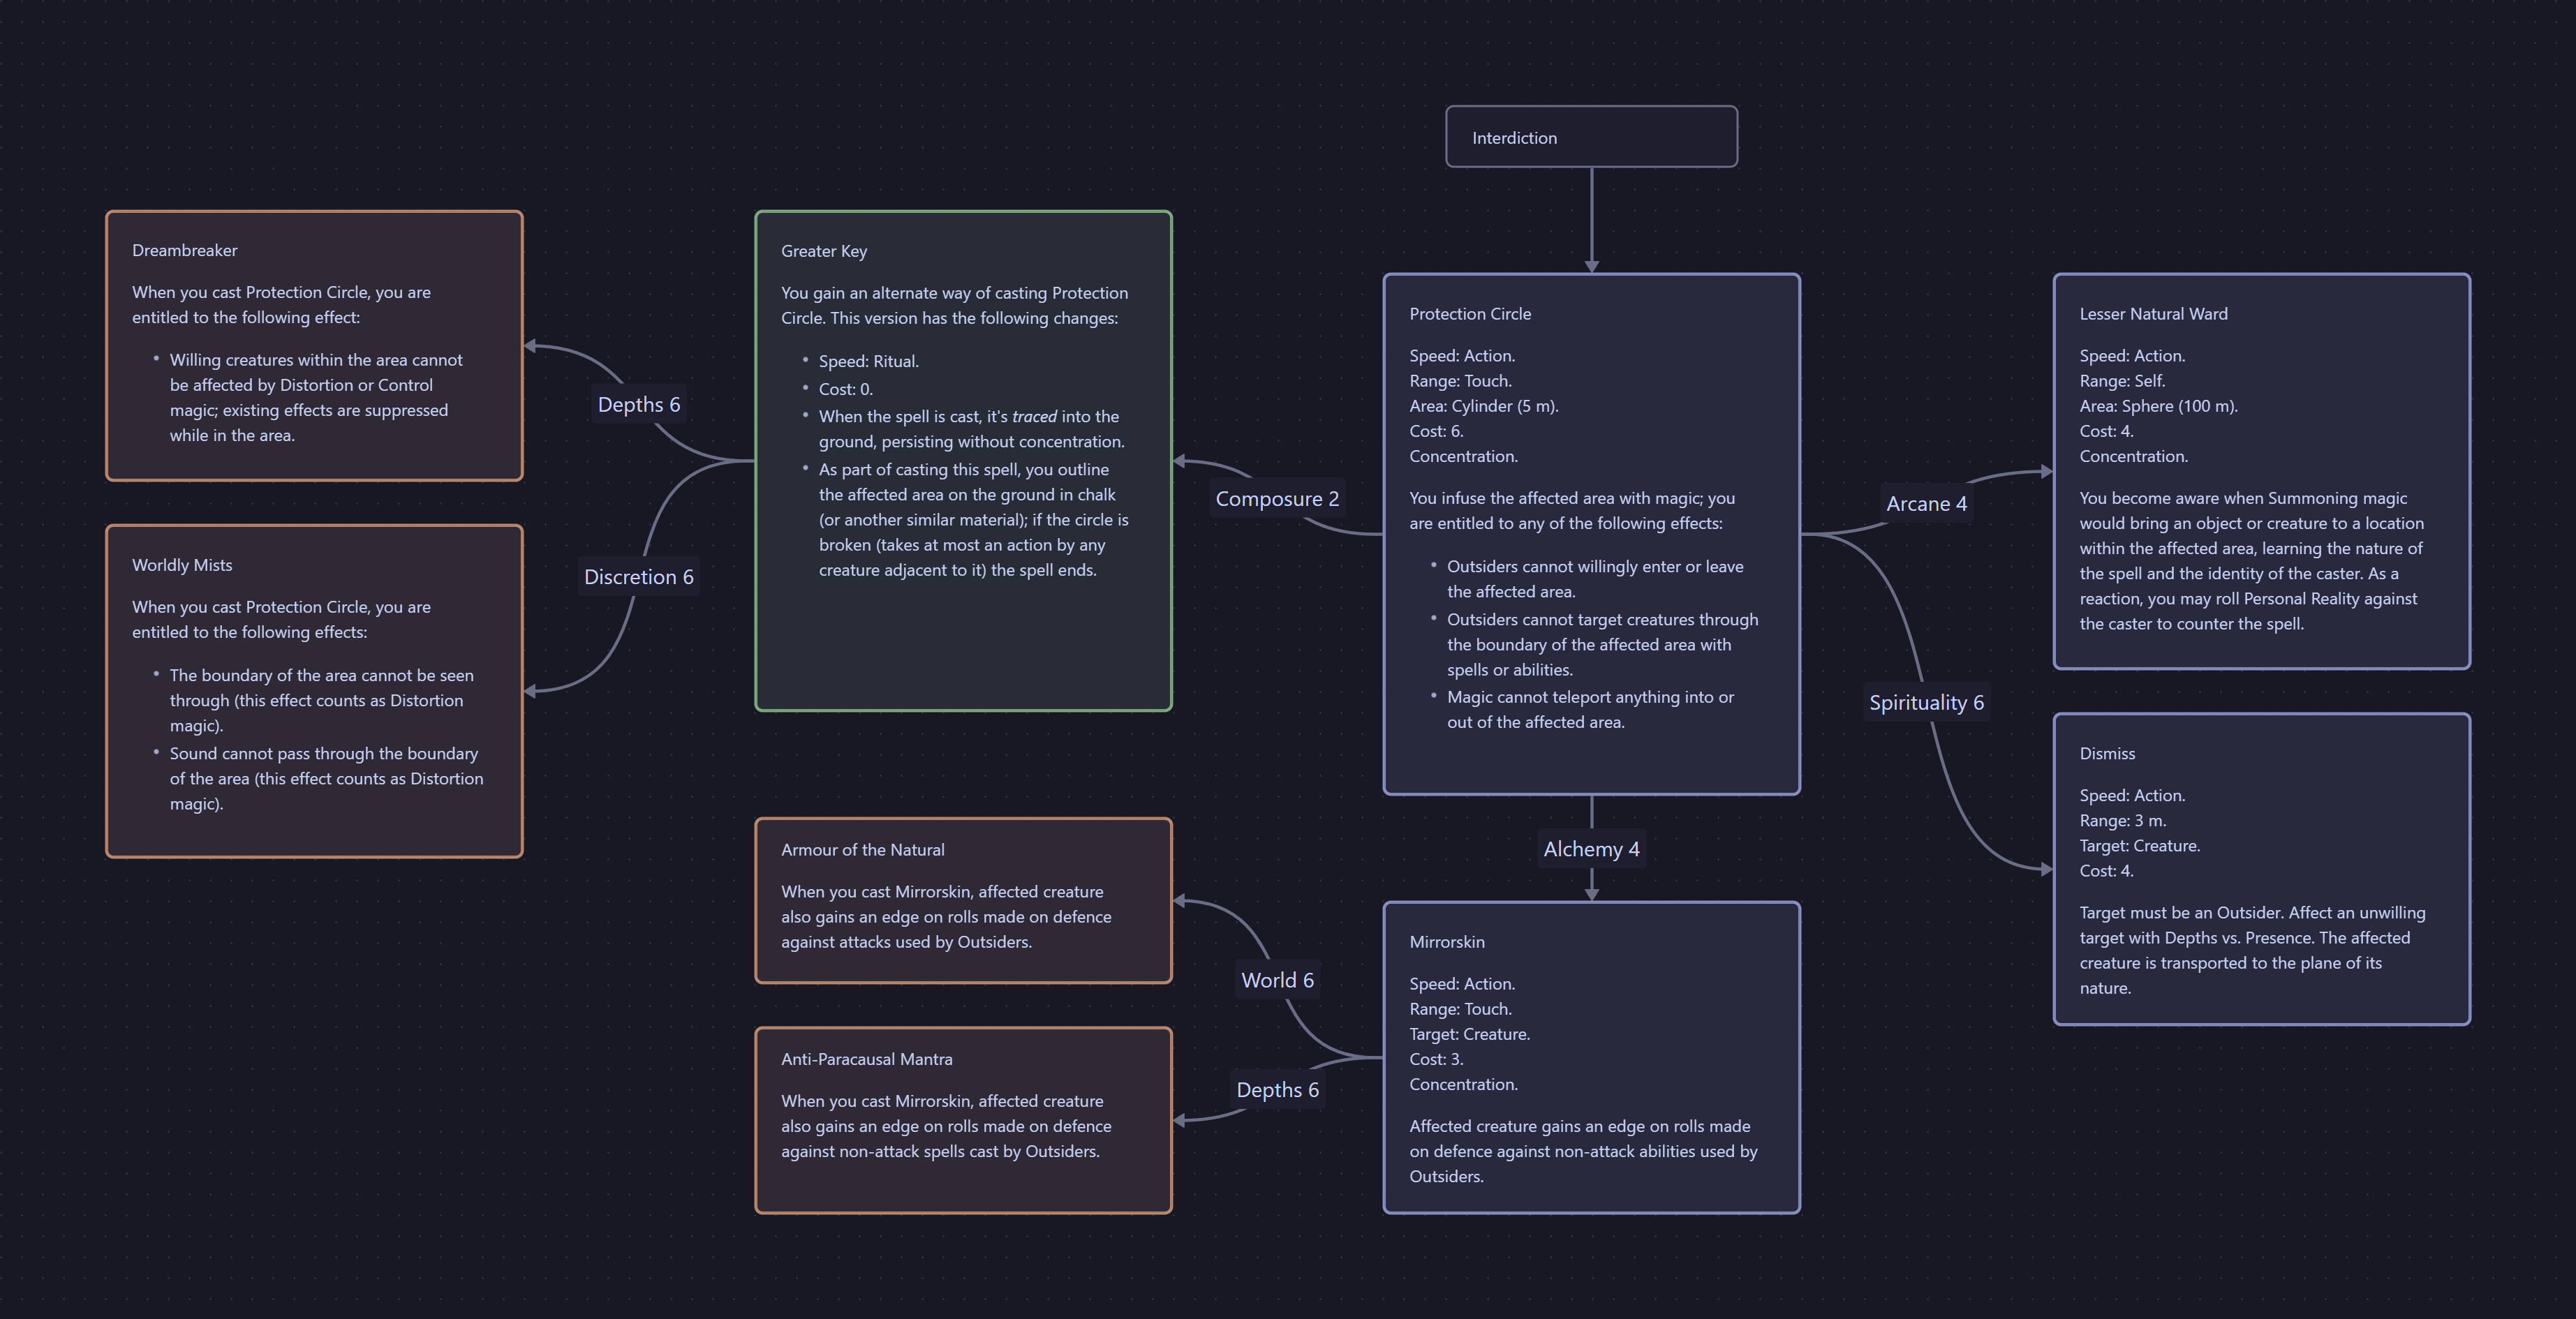 Interdiction
Dreambreaker
When you cast Protection Circle, you are
entitled to the following effect:
• Willing creatures within the area cannot
be affected by Distortion or Control
magic; existing effects are suppressed
while in the area.
Depths 6
Worldly Mists
When you cast Protection Circle, you are
entitled to the following effects:
• The boundary of the area cannot be seen
through (this effect counts as Distortion
magic).
• Sound cannot pass through the boundary
of the area (this effect counts as Distortion
magic).
Discretion 6
Greater Key
You gain an alternate way of casting Protection
Circle. This version has the following changes:
• Speed: Ritual.
• Cost: 0.
• When the spell is cast, it's traced into the
ground, persisting without concentration.
• As part of casting this spell, you outline
the affected area on the ground in chalk
(or another similar material); if the circle is
broken (takes at most an action by any
creature adjacent to it) the spell ends.
Composure 2
Protection Circle
Speed: Action.
Range: Touch.
Area: Cylinder (5 m).
Cost: 6.
Concentration.
You infuse the affected area with magic; you
are entitled to any of the following effects:
• Outsiders cannot willingly enter or leave
the affected area.
• Outsiders cannot target creatures through
the boundary of the affected area with
spells or abilities.
• Magic cannot teleport anything into or
out of the affected area.
Arcane 4
Lesser Natural Ward
Speed: Action.
Range: Self.
Area: Sphere (100 m).
Cost: 4.
Concentration.
You become aware when Summoning magic
would bring an object or creature to a location
within the affected area, learning the nature of
the spell and the identity of the caster. As a
reaction, you may roll Personal Reality against
the caster to counter the spell.
Spirituality 6
Dismiss
Speed: Action.
Range: 3 m.
Target: Creature.
Cost: 4.
Target must be an Outsider. Affect an unwilling
target with Depths vs. Presence. The affected
creature is transported to the plane of its
nature.
Alchemy 4
Armour of the Natural
When you cast Mirrorskin, affected creature
also gains an edge on rolls made on defence
against attacks used by Outsiders.
World 6
Anti-Paracausal Mantra
When you cast Mirrorskin, affected creature
also gains an edge on rolls made on defence
against non-attack spells cast by Outsiders.
Depths 6
Mirrorskin
Speed: Action.
Range: Touch.
Target: Creature.
Cost: 3.
Concentration.
Affected creature gains an edge on rolls made
on defence against non-attack abilities used by
Outsiders.